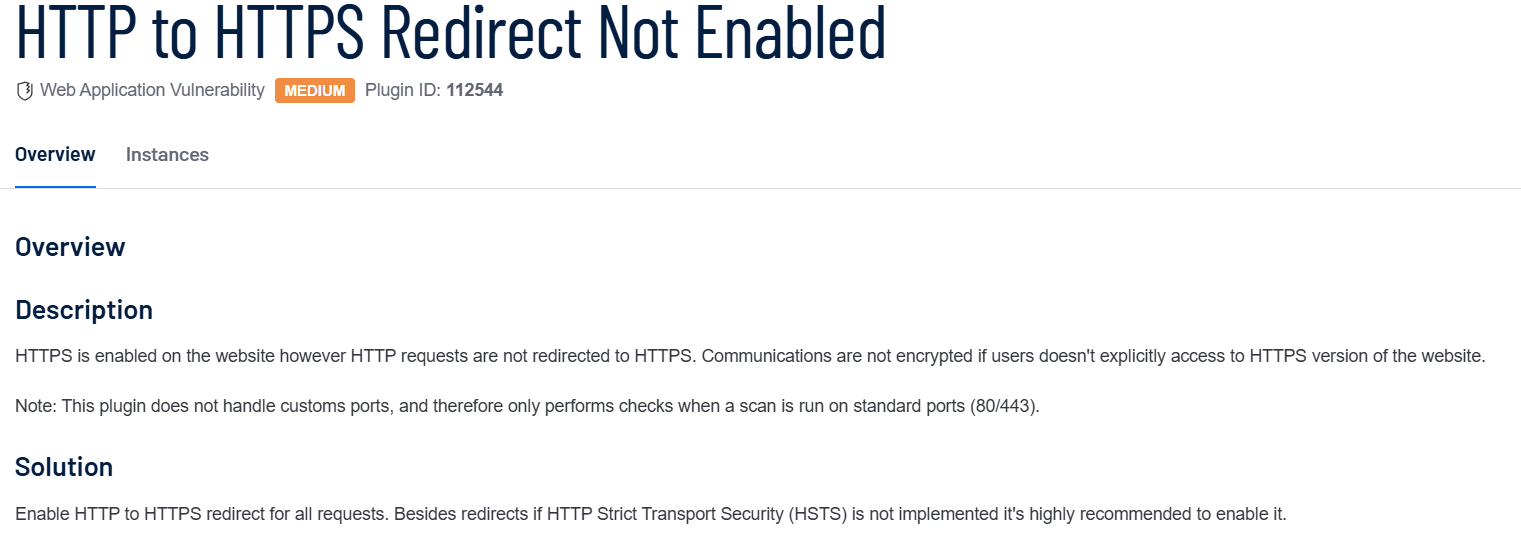 HTTP to HTTPS Redirect Not Enabled
Web Application Vulnerability MEDIUM Plugin ID: 112544
Overview Instances
Overview
Description
HTTPS is enabled on the website however HTTP requests are not redirected to HTTPS. Communications are not encrypted if users doesn't explicitly access to HTTPS version of the website.
Note: This plugin does not handle customs ports, and therefore only performs checks when a scan is run on standard ports (80/443).
Solution
Enable HTTP to HTTPS redirect for all requests. Besides redirects if HTTP Strict Transport Security (HSTS) is not implemented it's highly recommended to enable it.